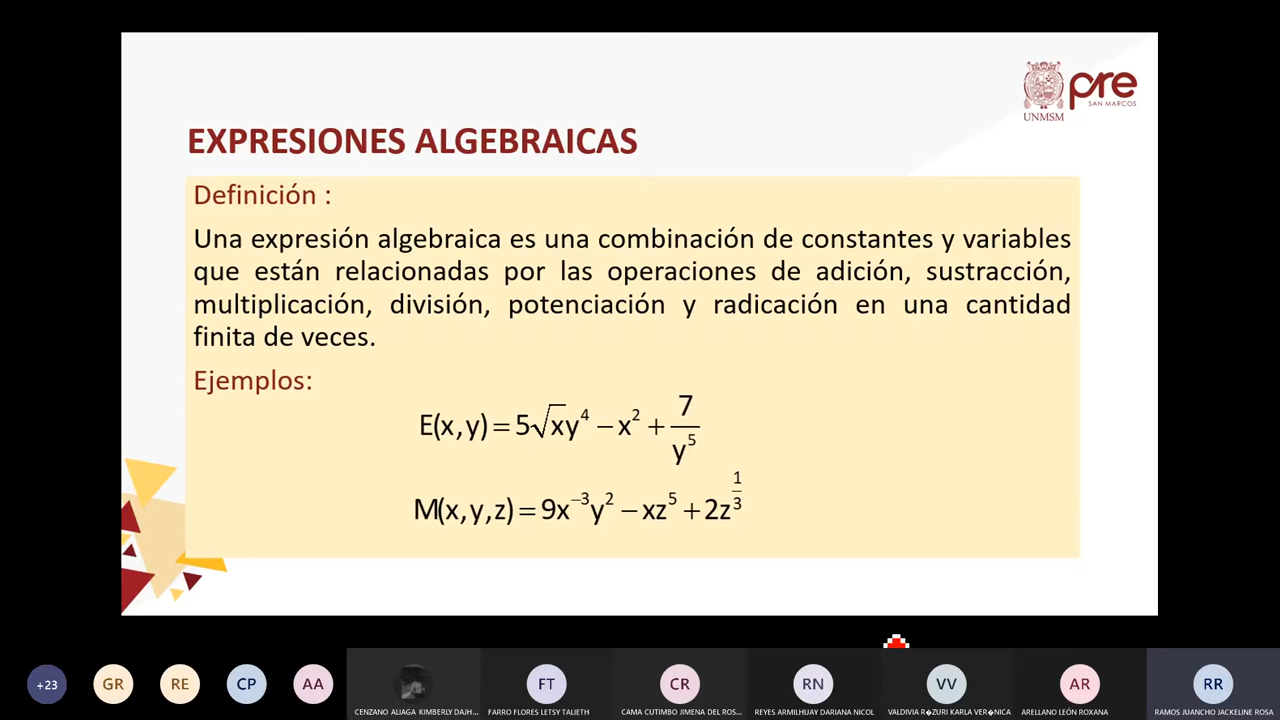 pre
SAN MARCOS
UNMSM
EXPRESIONES ALGEBRAICAS
Definición :
Una expresión algebraica es una combinación de constantes y variables
que están relacionadas por las operaciones de adición, sustracción,
multiplicación, división, potenciación y radicación en una cantidad
finita de veces.
Ejemplos:
E(x,y) = 5√xy⁴ − x² + 7/y⁵
M(x,y,z) = 9x⁻³y² − xz⁵ + 2z^(1/3)
+23 GR RE CP AA FT CR RN VV AR RR
CENZANO ALIAGA KIMBERLY DAJH... FARRO FLORES LETSY TALIETH CAMA CUTIMBO JIMENA DEL ROS... REYES ARMILHUAY DARIANA NICOL VALDIVIA R�ZURI KARLA VER�NICA ARELLANO LEÓN ROXANA RAMOS JUANCHO JACKELINE ROSA